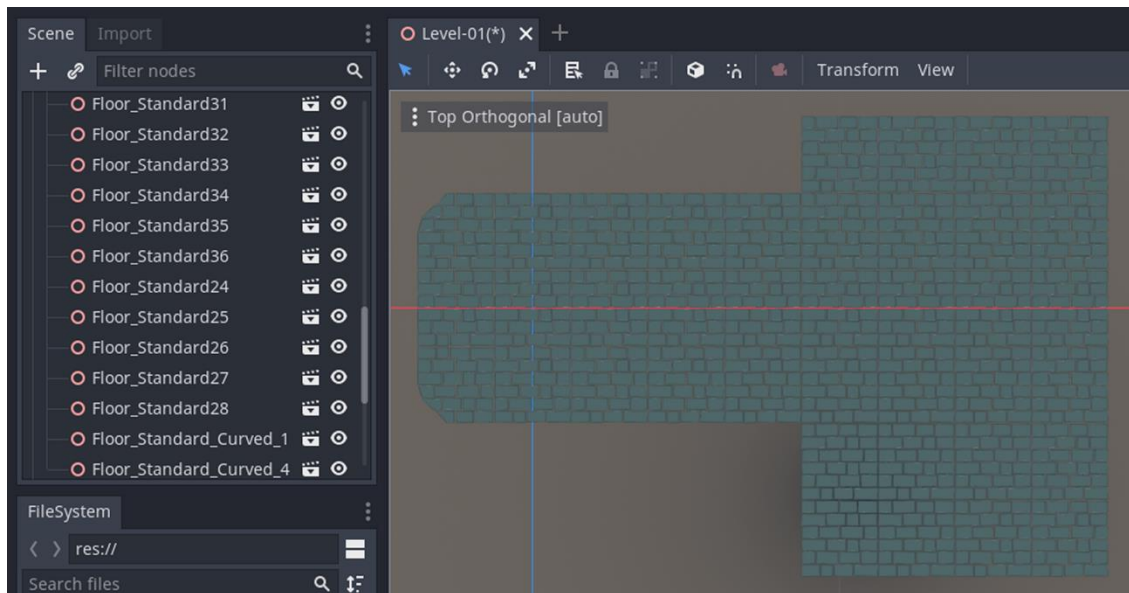 Scene Import
Filter nodes
Floor_Standard31
Floor_Standard32
Floor_Standard33
Floor_Standard34
Floor_Standard35
Floor_Standard36
Floor_Standard24
Floor_Standard25
Floor_Standard26
Floor_Standard27
Floor_Standard28
Floor_Standard_Curved_1
Floor_Standard_Curved_4
FileSystem
res://
Search files
Level-01(*)
Transform View
Top Orthogonal [auto]